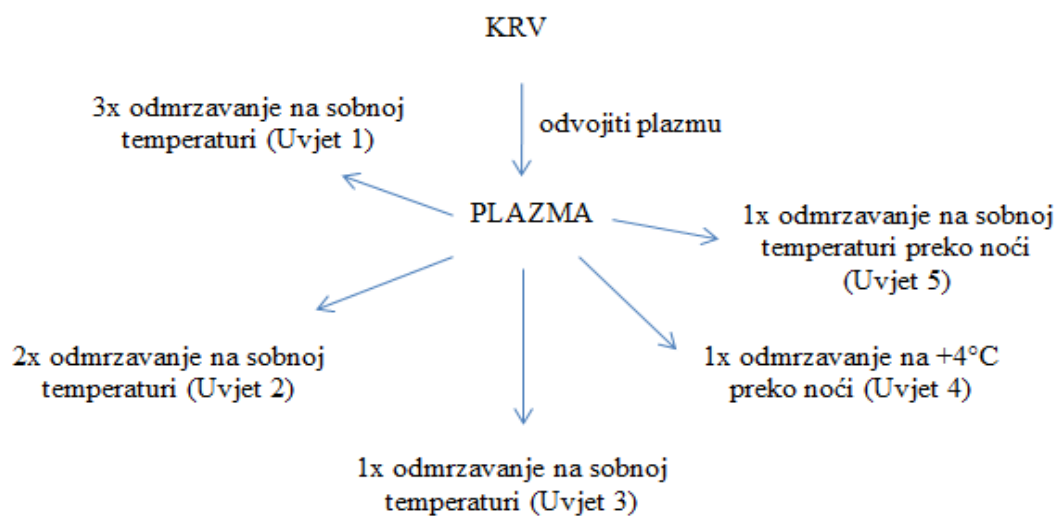 KRV
odvojiti plazmu
3x odmrzavanje na sobnoj
temperaturi (Uvjet 1)
PLAZMA
1x odmrzavanje na sobnoj
temperaturi preko noći
(Uvjet 5)
2x odmrzavanje na sobnoj
temperaturi (Uvjet 2)
1x odmrzavanje na +4°C
preko noći (Uvjet 4)
1x odmrzavanje na sobnoj
temperaturi (Uvjet 3)